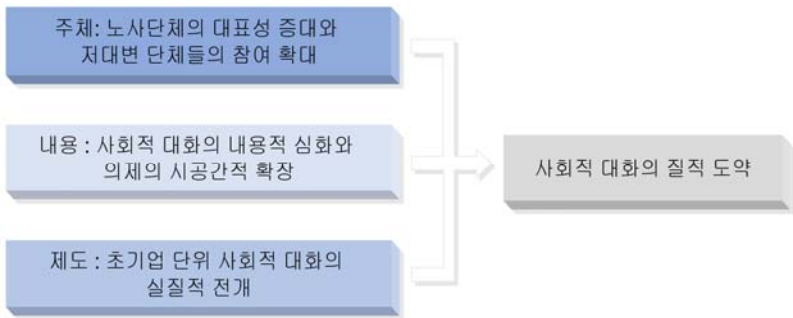 주체: 노사단체의 대표성 증대와
저대변 단체들의 참여 확대
내용 : 사회적 대화의 내용적 심화와
의제의 시공간적 확장
제도 : 초기업 단위 사회적 대화의
실질적 전개
사회적 대화의 질적 도약